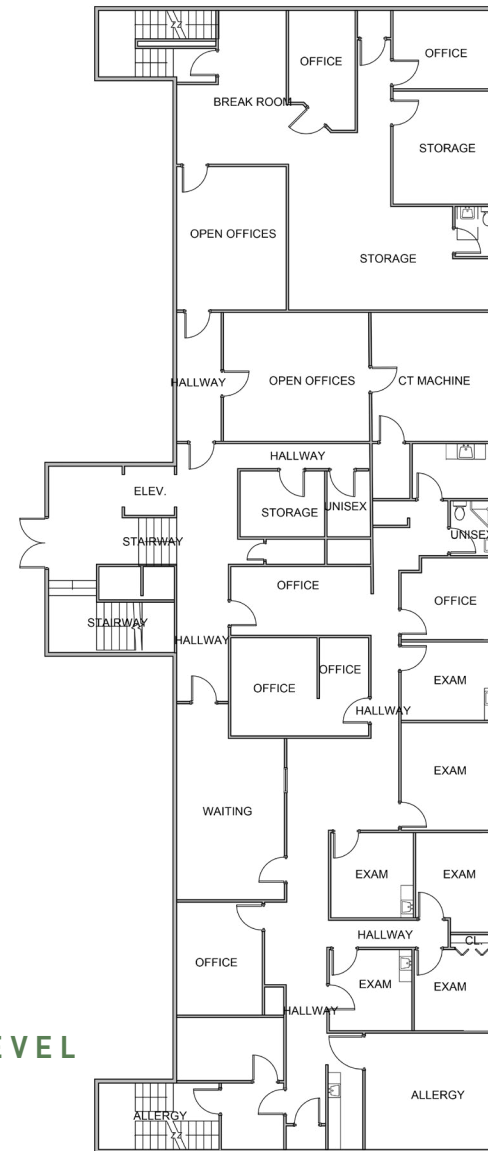 OFFICE
OFFICE
BREAK ROOM
STORAGE
OPEN OFFICES
STORAGE
HALLWAY
OPEN OFFICES
CT MACHINE
HALLWAY
ELEV.
STORAGE
UNISEX
UNISEX
STAIRWAY
OFFICE
OFFICE
STAIRWAY
HALLWAY
OFFICE
OFFICE
EXAM
HALLWAY
EXAM
WAITING
EXAM
EXAM
HALLWAY
CL.
OFFICE
EXAM
EXAM
HALLWAY
EVEL
ALLERGY
ALLERGY